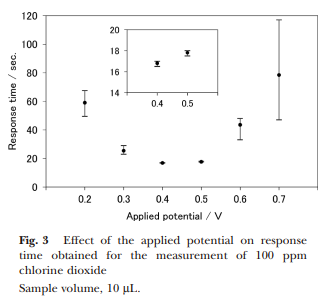 120
100
80
60
40
20
0
Response time / sec.
20
18
16
14
0.4 0.5
0.2 0.3 0.4 0.5 0.6 0.7
Applied potential / V
Fig. 3 Effect of the applied potential on response
time obtained for the measurement of 100 ppm
chlorine dioxide
Sample volume, 10 μL.